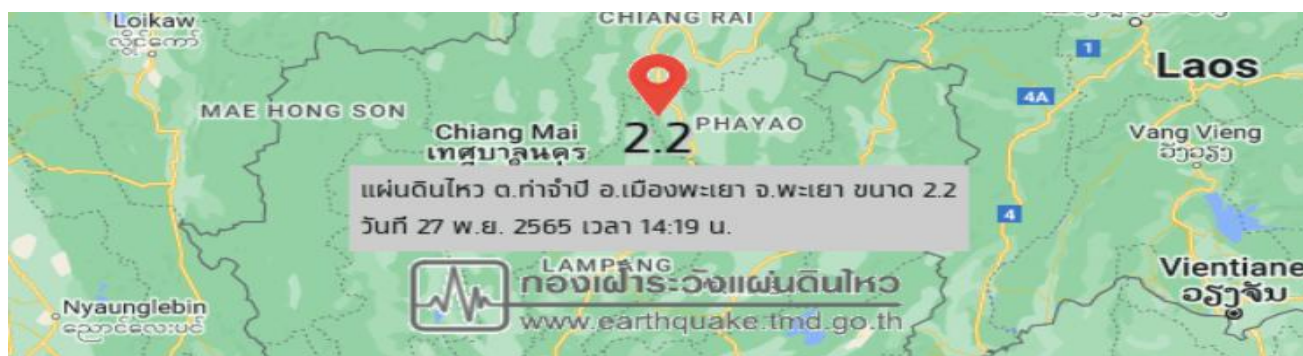 Loikaw
လွိုင်ကော်
CHIANG RAI
1
Laos
4A
MAE HONG SON
PHAYAO
Chiang Mai
เทศบาลนคร
2.2
Vang Vieng
ວັງວຽງ
แผ่นดินไหว ต.ท่าจำปี อ.เมืองพะเยา จ.พะเยา ขนาด 2.2
วันที่ 27 พ.ย. 2565 เวลา 14:19 น.
4
LAMPANG
กองเฝ้าระวังแผ่นดินไหว
www.earthquake.tmd.go.th
Vientiane
ວຽງຈັນ
Nyaunglebin
ညောင်လေးပင်